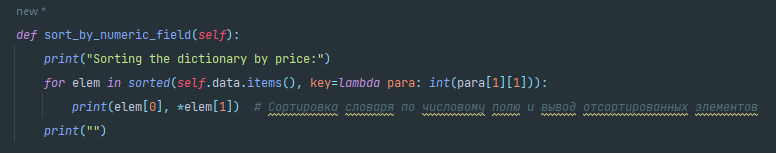 new *
def sort_by_numeric_field(self):
    print("Sorting the dictionary by price:")
    for elem in sorted(self.data.items(), key=lambda para: int(para[1][1])):
        print(elem[0], *elem[1])  # Сортировка словаря по числовому полю и вывод отсортированных элементов
    print("")